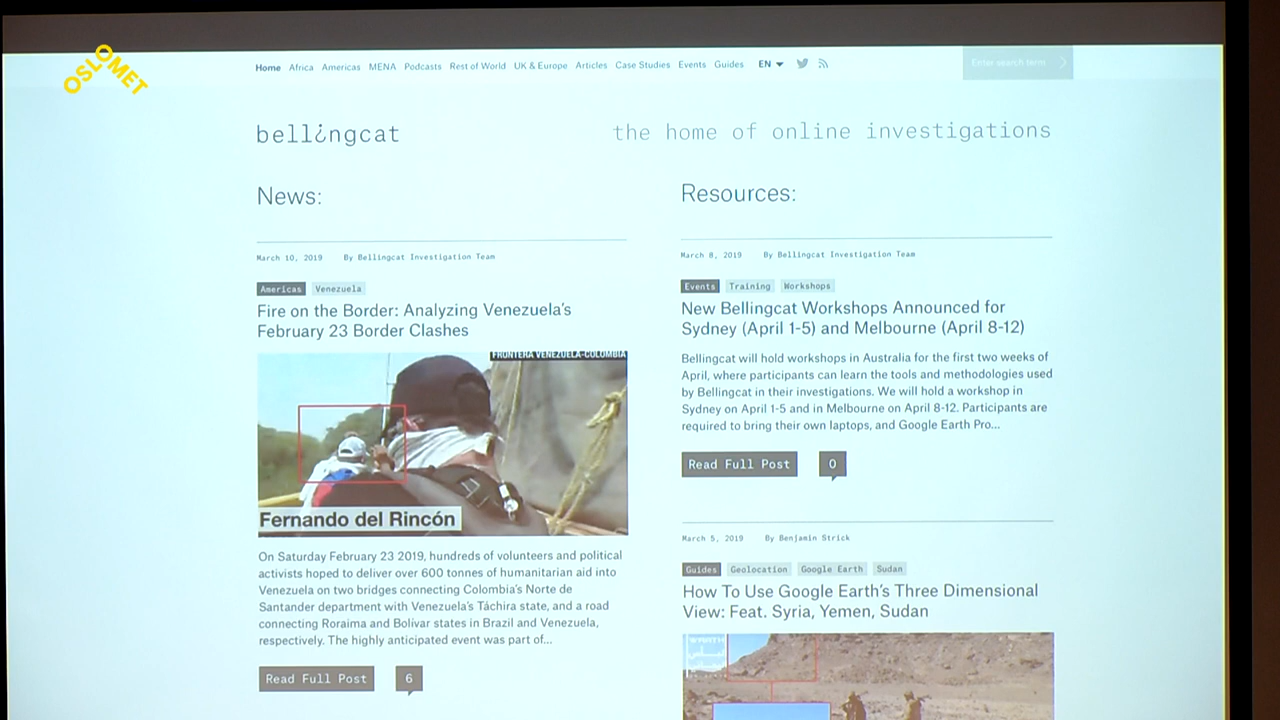 OSLOMET
Home Africa Americas MENA Podcasts Rest of World UK & Europe Articles Case Studies Events Guides EN
Enter search term
bell¿ngcat
the home of online investigations
News:
March 10, 2019 By Bellingcat Investigation Team
Americas Venezuela
Fire on the Border: Analyzing Venezuela's
February 23 Border Clashes
FRONTERA VENEZUELA-COLOMBIA
Fernando del Rincón
On Saturday February 23 2019, hundreds of volunteers and political
activists hoped to deliver over 600 tonnes of humanitarian aid into
Venezuela on two bridges connecting Colombia's Norte de
Santander department with Venezuela's Táchira state, and a road
connecting Roraima and Bolívar states in Brazil and Venezuela,
respectively. The highly anticipated event was part of...
Read Full Post 6
Resources:
March 8, 2019 By Bellingcat Investigation Team
Events Training Workshops
New Bellingcat Workshops Announced for
Sydney (April 1-5) and Melbourne (April 8-12)
Bellingcat will hold workshops in Australia for the first two weeks of
April, where participants can learn the tools and methodologies used
by Bellingcat in their investigations. We will hold a workshop in
Sydney on April 1-5 and in Melbourne on April 8-12. Participants are
required to bring their own laptops, and Google Earth Pro...
Read Full Post 0
March 5, 2019 By Benjamin Strick
Guides Geolocation Google Earth Sudan
How To Use Google Earth's Three Dimensional
View: Feat. Syria, Yemen, Sudan